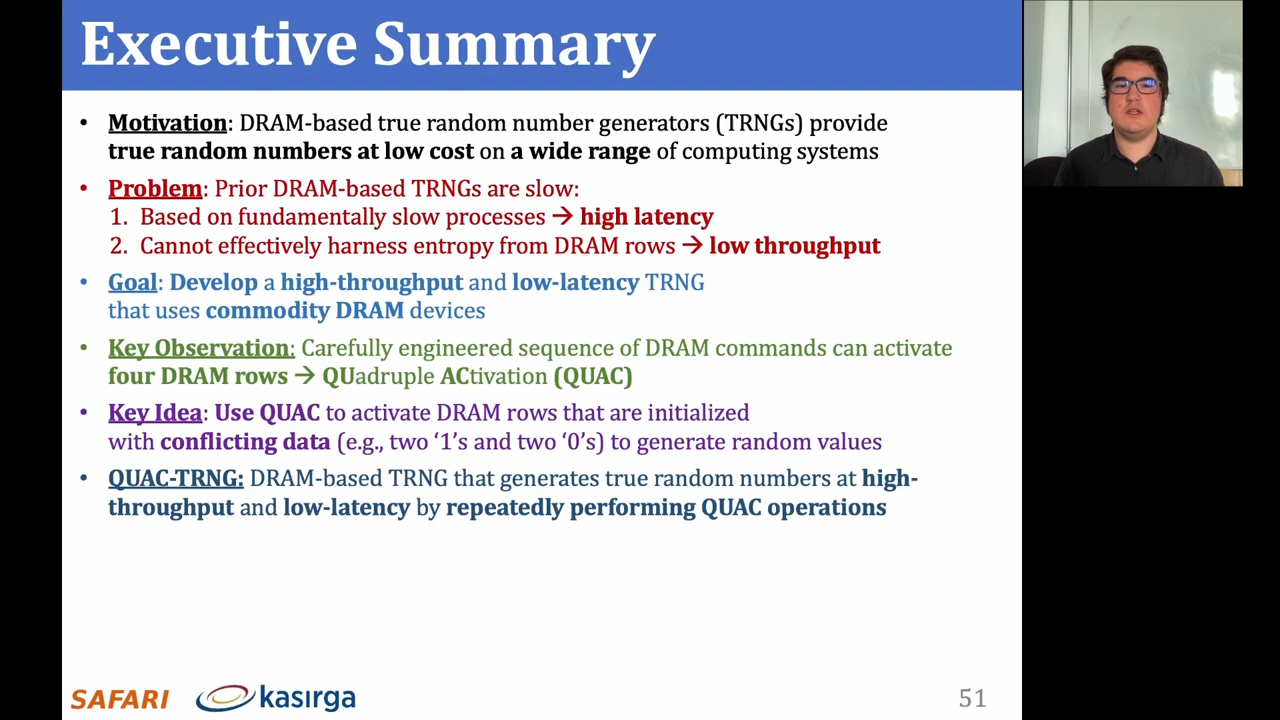 Executive Summary
• Motivation: DRAM-based true random number generators (TRNGs) provide
true random numbers at low cost on a wide range of computing systems
• Problem: Prior DRAM-based TRNGs are slow:
1. Based on fundamentally slow processes → high latency
2. Cannot effectively harness entropy from DRAM rows → low throughput
• Goal: Develop a high-throughput and low-latency TRNG
that uses commodity DRAM devices
• Key Observation: Carefully engineered sequence of DRAM commands can activate
four DRAM rows → QUadruple ACtivation (QUAC)
• Key Idea: Use QUAC to activate DRAM rows that are initialized
with conflicting data (e.g., two ‘1’s and two ‘0’s) to generate random values
• QUAC-TRNG: DRAM-based TRNG that generates true random numbers at high-
throughput and low-latency by repeatedly performing QUAC operations
SAFARI kasırga 51